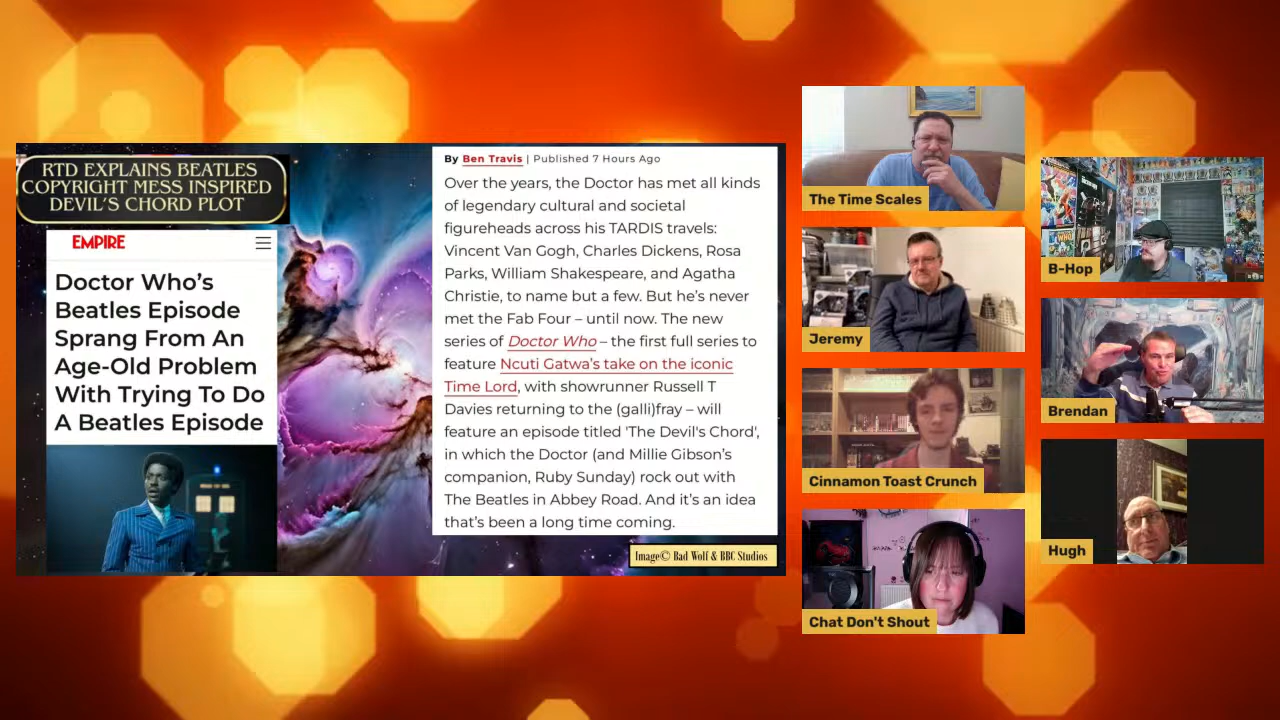 RTD EXPLAINS BEATLES
COPYRIGHT MESS INSPIRED
DEVIL'S CHORD PLOT
EMPIRE
Doctor Who's
Beatles Episode
Sprang From An
Age-Old Problem
With Trying To Do
A Beatles Episode
By Ben Travis | Published 7 Hours Ago
Over the years, the Doctor has met all kinds
of legendary cultural and societal
figureheads across his TARDIS travels:
Vincent Van Gogh, Charles Dickens, Rosa
Parks, William Shakespeare, and Agatha
Christie, to name but a few. But he's never
met the Fab Four – until now. The new
series of Doctor Who – the first full series to
feature Ncuti Gatwa's take on the iconic
Time Lord, with showrunner Russell T
Davies returning to the (galli)fray – will
feature an episode titled 'The Devil's Chord',
in which the Doctor (and Millie Gibson's
companion, Ruby Sunday) rock out with
The Beatles in Abbey Road. And it's an idea
that's been a long time coming.
Image© Bad Wolf & BBC Studios
The Time Scales
Jeremy
Cinnamon Toast Crunch
Chat Don't Shout
B-Hop
Brendan
Hugh